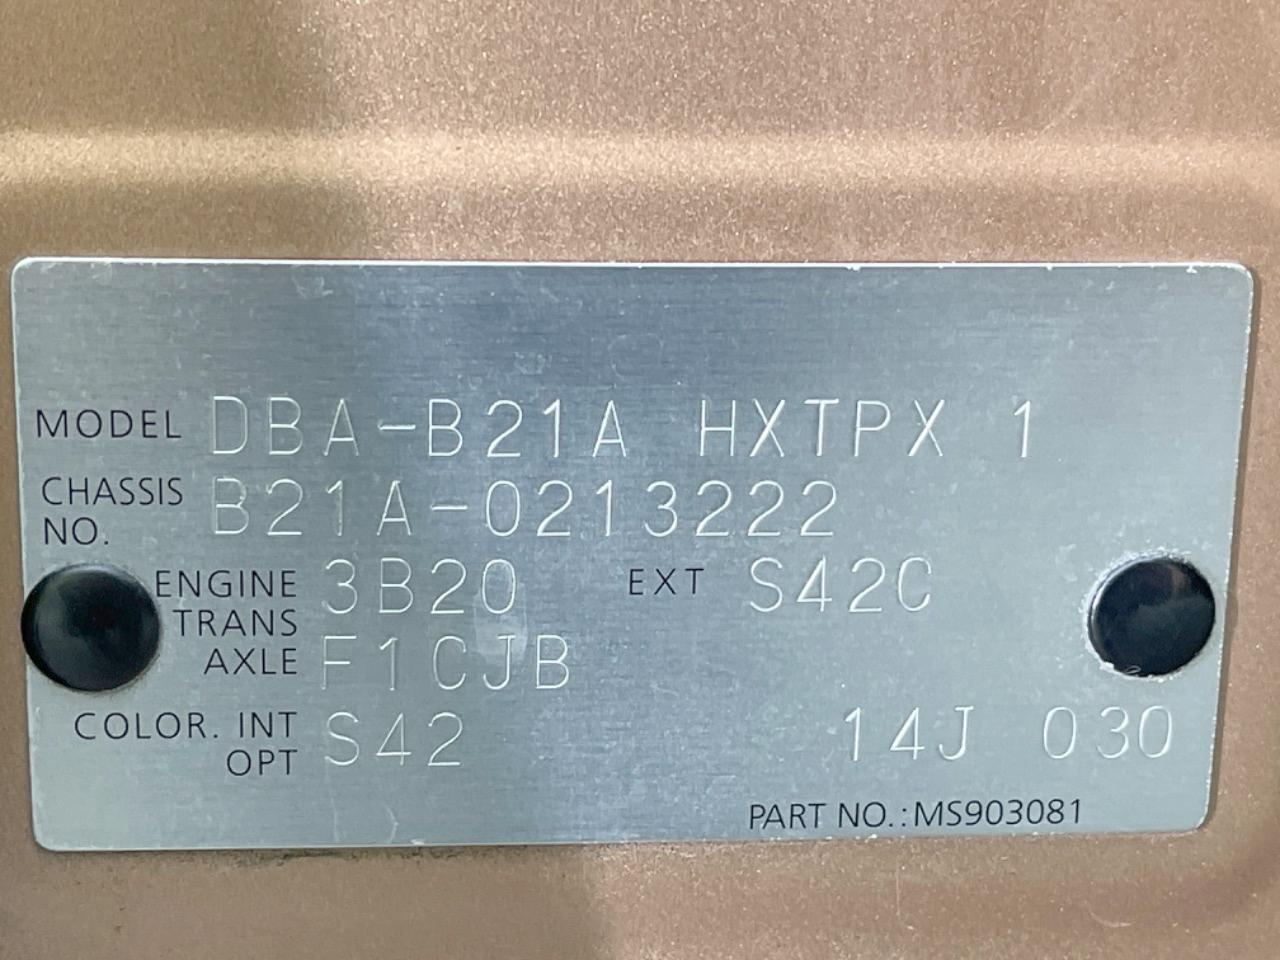 MODEL DBA-B21A HXTPX 1
CHASSIS NO. B21A-0213222
ENGINE 3B20 EXT S42C
TRANS AXLE F1CJB
COLOR. INT OPT S42 14J 030
PART NO.:MS903081